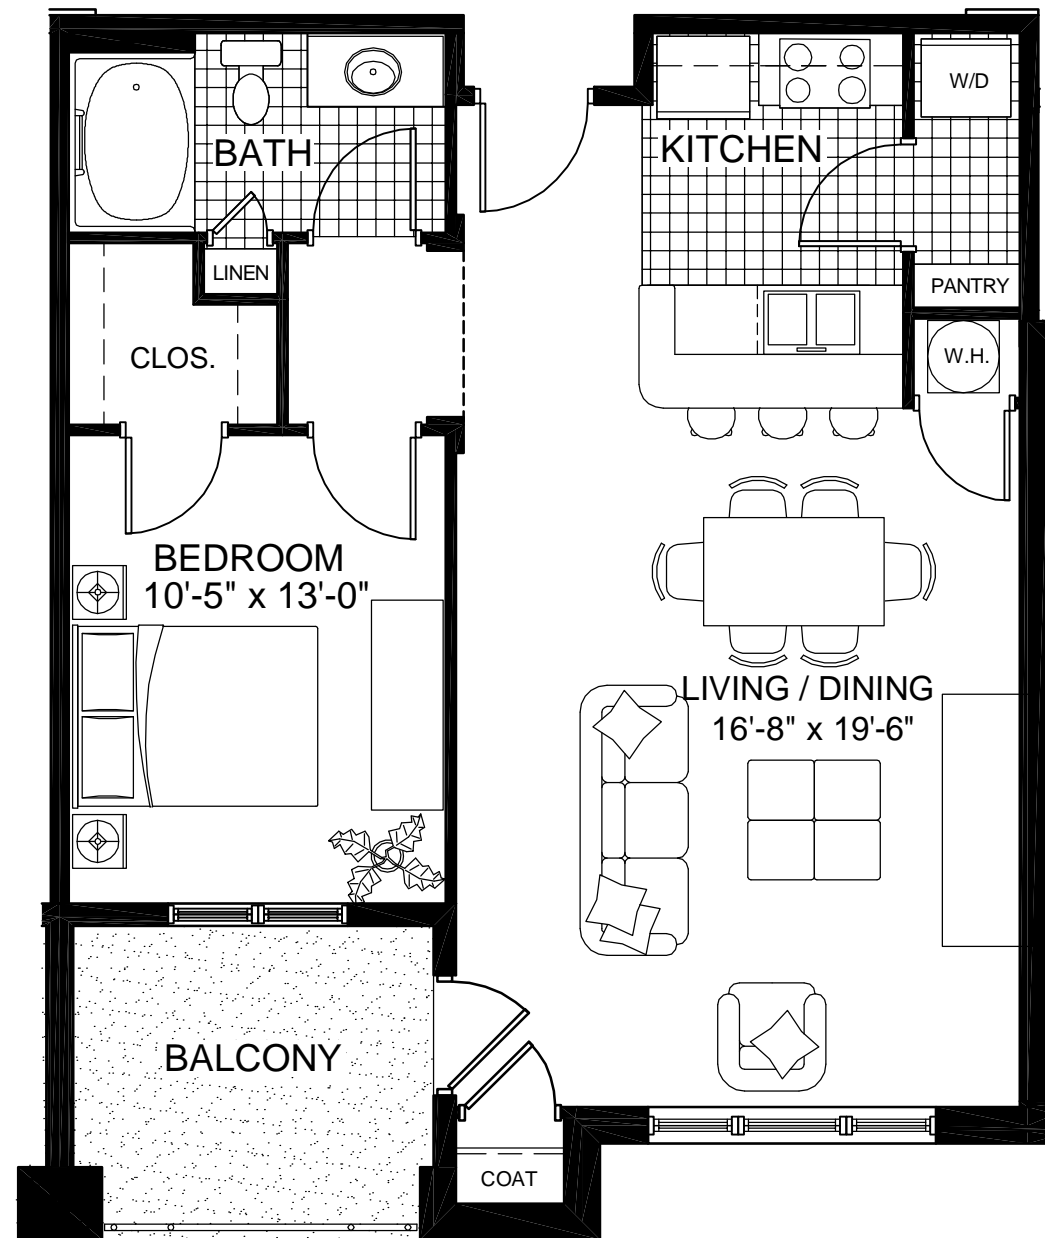 W/D
BATH
KITCHEN
LINEN
PANTRY
CLOS.
W.H.
BEDROOM
10'-5" x 13'-0"
LIVING / DINING
16'-8" x 19'-6"
BALCONY
COAT